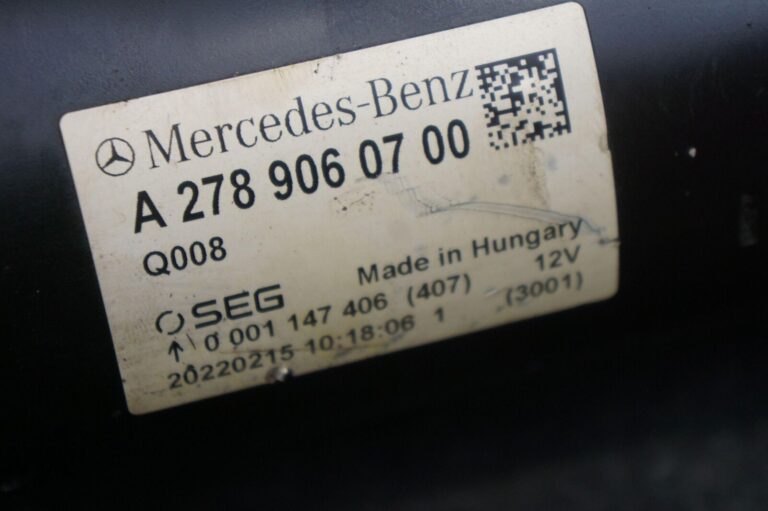 Mercedes-Benz
A 278 906 07 00
Q008
Made in Hungary
SEG 12V
0 001 147 406 (407) (3001)
20220215 10:18:06 1